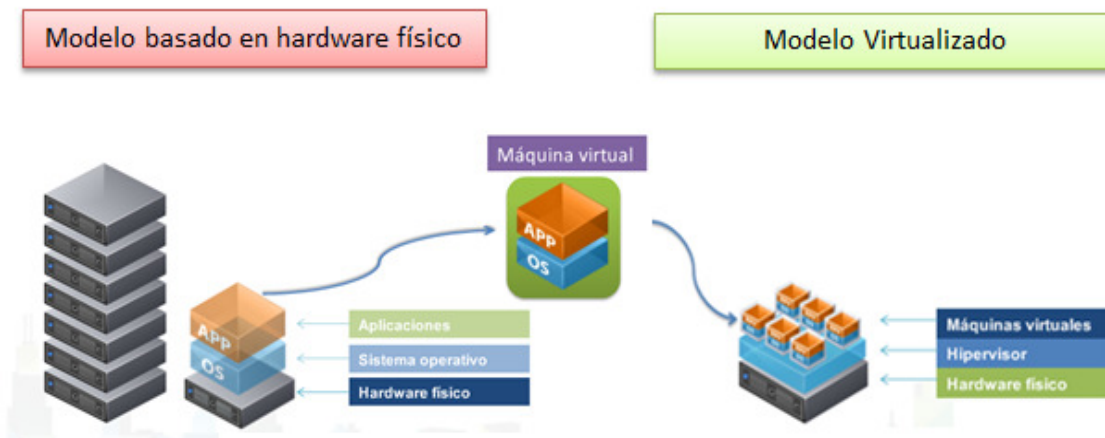 Modelo basado en hardware físico
Modelo Virtualizado
Máquina virtual
APP
OS
APP
OS
Aplicaciones
Sistema operativo
Hardware físico
Máquinas virtuales
Hipervisor
Hardware físico